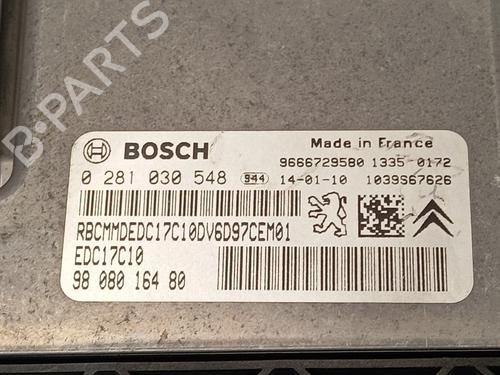 B-PARTS
BOSCH
Made in France
9666729580 1335-0172
0 281 030 548 944 14-01-10 1039S67626
RBCMMDEDC17C10DV6D97CEM01
EDC17C10
98 080 164 80